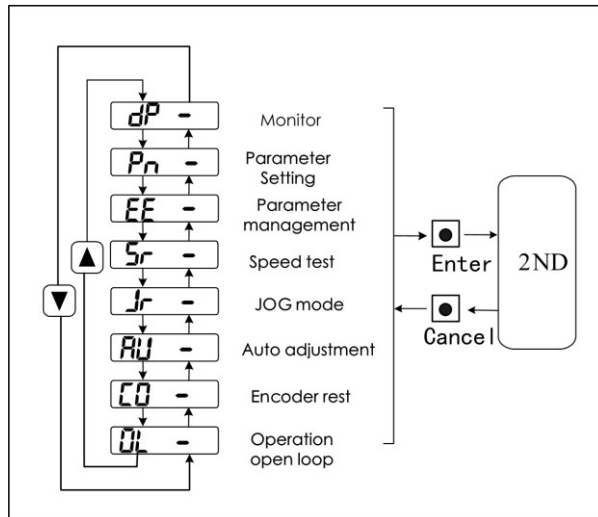 dP -
Monitor
Pn -
Parameter
Setting
EE -
Parameter
management
Sr -
Speed test
Jr -
JOG mode
AU -
Auto adjustment
CO -
Encoder rest
OL -
Operation
open loop
Enter
Cancel
2ND